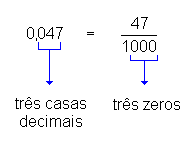 0,047 = 47/1000
três casas decimais
três zeros